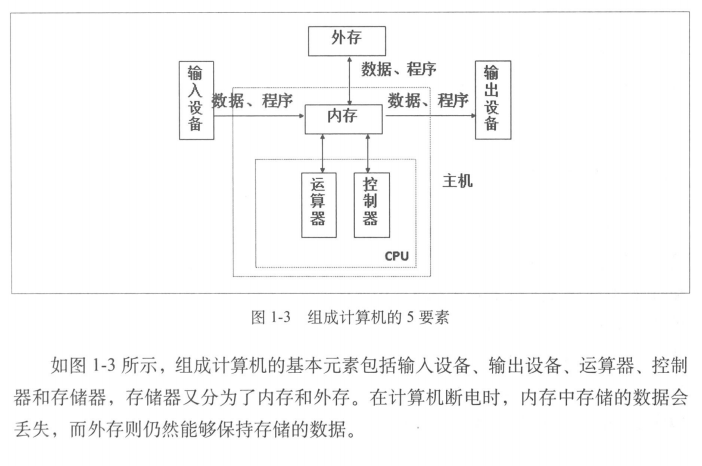 外存
数据、程序
输入设备
数据、程序
内存
数据、程序
输出设备
运算器
控制器
主机
CPU
图 1-3 组成计算机的 5 要素
如图 1-3 所示，组成计算机的基本元素包括输入设备、输出设备、运算器、控制
器和存储器，存储器又分为了内存和外存。在计算机断电时，内存中存储的数据会
丢失，而外存则仍然能够保持存储的数据。